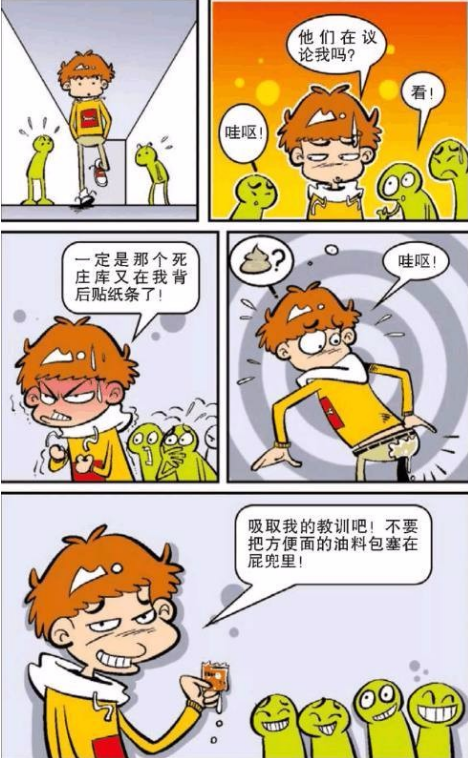 他们在议
论我吗？
哇呕！
看！
一定是那个死
庄库又在我背
后贴纸条了！
？
哇呕！
吸取我的教训吧！不要
把方便面的油料包塞在
屁兜里！